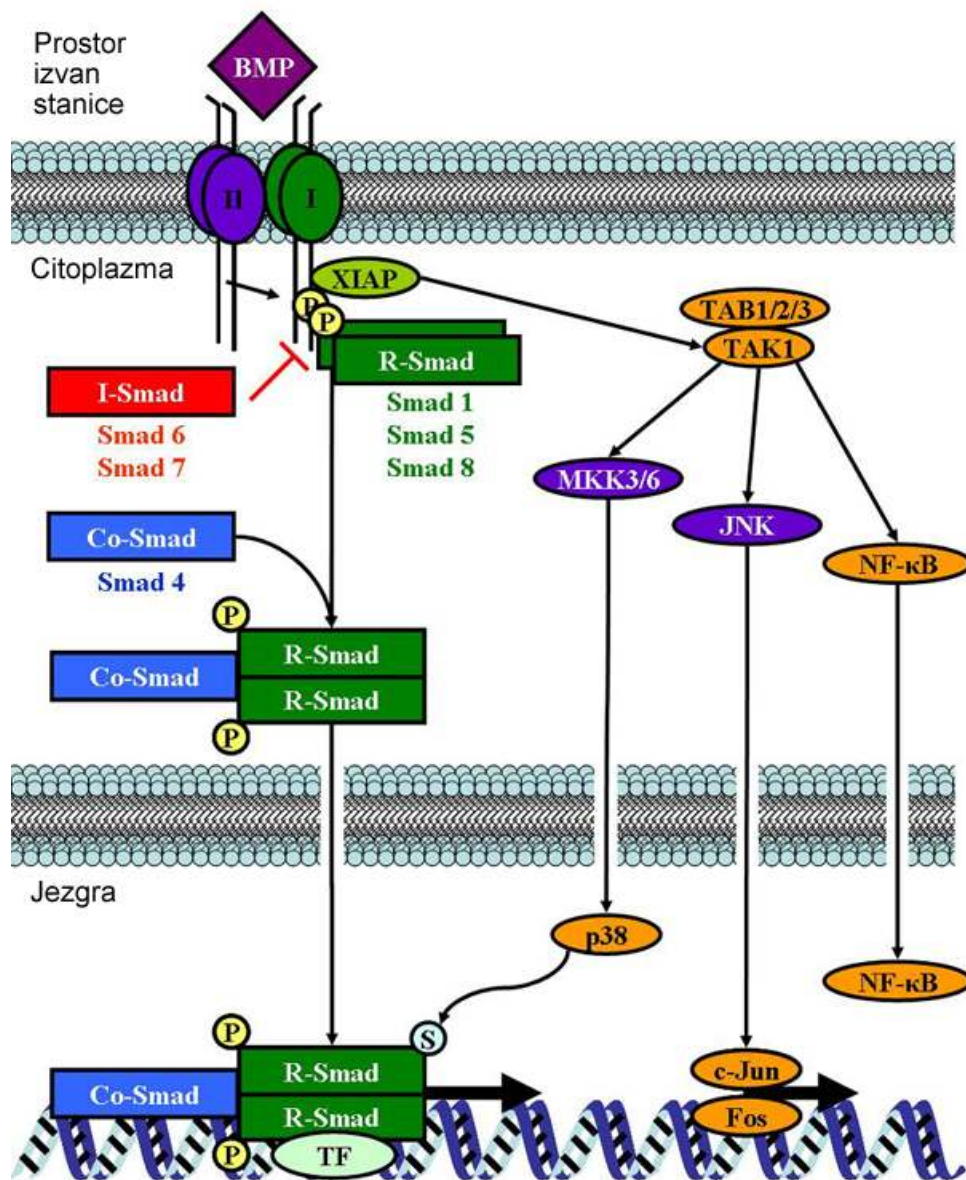 Prostor
izvan
stanice
BMP
II
I
Citoplazma
XIAP
P
P
TAB1/2/3
TAK1
R-Smad
I-Smad
Smad 1
Smad 6
Smad 5
Smad 7
Smad 8
MKK3/6
JNK
Co-Smad
NF-κB
Smad 4
P
R-Smad
Co-Smad
R-Smad
P
Jezgra
p38
NF-κB
P
S
R-Smad
c-Jun
Co-Smad
R-Smad
Fos
P
TF